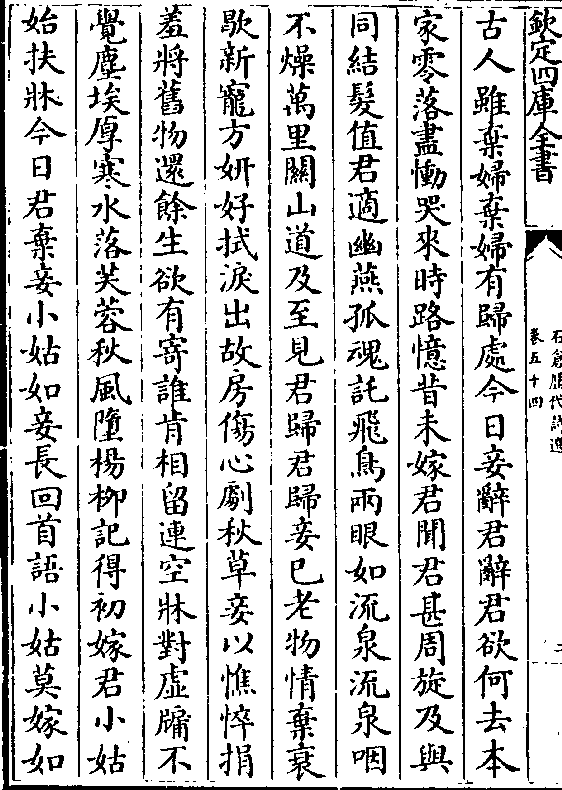 欽定四庫全書
石倉歷代詩選
卷五十四
二
古人雖棄婦棄婦有歸處今日妾辭君辭君欲何去本
家零落盡慟哭來時路憶昔未嫁君聞君甚周旋及與
同結髮值君適幽燕孤魂託飛鳥兩眼如流泉流泉咽
不燥萬里關山道及至見君歸君歸妾已老物情棄衰
歇新寵方妍好拭淚出故房傷心劇秋草妾以憔悴捐
羞將舊物還餘生欲有寄誰肯相留連空牀對虛牖不
覺塵埃厚寒水落芙蓉秋風墮楊柳記得初嫁君小姑
始扶牀今日君棄妾小姑如妾長回首語小姑莫嫁如